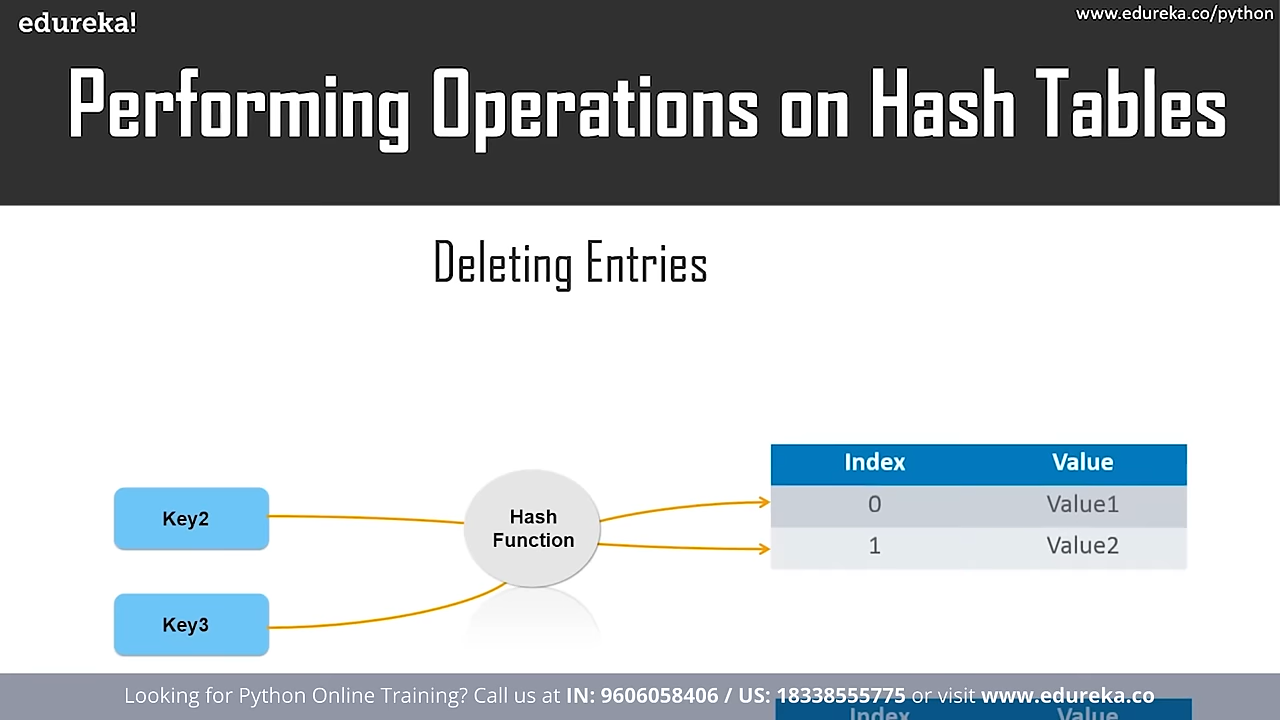 edureka!
www.edureka.co/python
Performing Operations on Hash Tables
Deleting Entries
Key2
Key3
Hash
Function
Index Value
0 Value1
1 Value2
Looking for Python Online Training? Call us at IN: 9606058406 / US: 18338555775 or visit www.edureka.co
Index Value